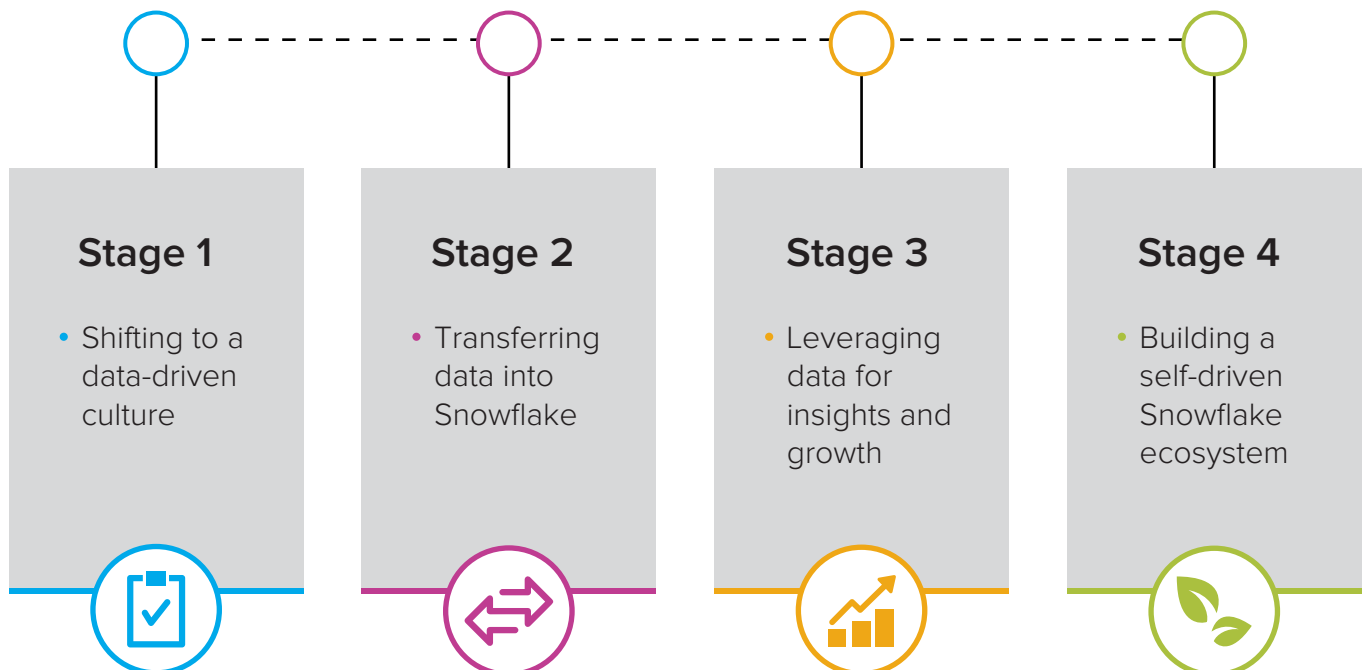 Stage 1
• Shifting to a
data-driven
culture
Stage 2
• Transferring
data into
Snowflake
Stage 3
• Leveraging
data for
insights and
growth
Stage 4
• Building a
self-driven
Snowflake
ecosystem